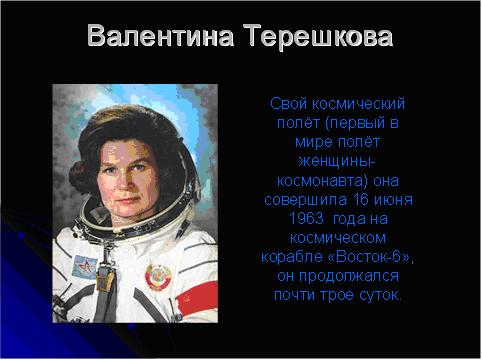 Валентина Терешкова
Свой космический
полёт (первый в
мире полёт
женщины-
космонавта) она
совершила 16 июня
1963 года на
космическом
корабле «Восток-6»,
он продолжался
почти трое суток.